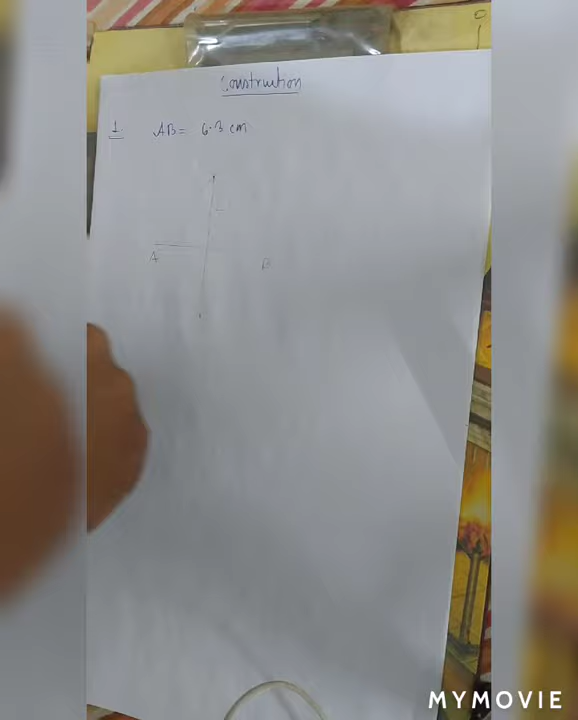 Construction
1. AB = 6.3 cm
A
B
MYMOVIE